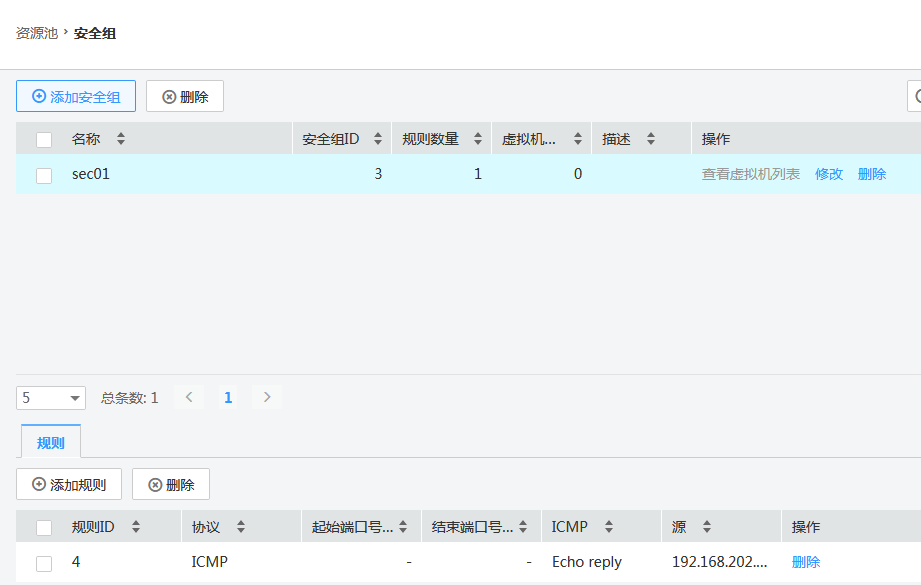 资源池 › 安全组
添加安全组 删除
名称 安全组ID 规则数量 虚拟机... 描述 操作
sec01 3 1 0 查看虚拟机列表 修改 删除
5 总条数: 1 1
规则
添加规则 删除
规则ID 协议 起始端口号... 结束端口号... ICMP 源 操作
4 ICMP - - Echo reply 192.168.202.... 删除